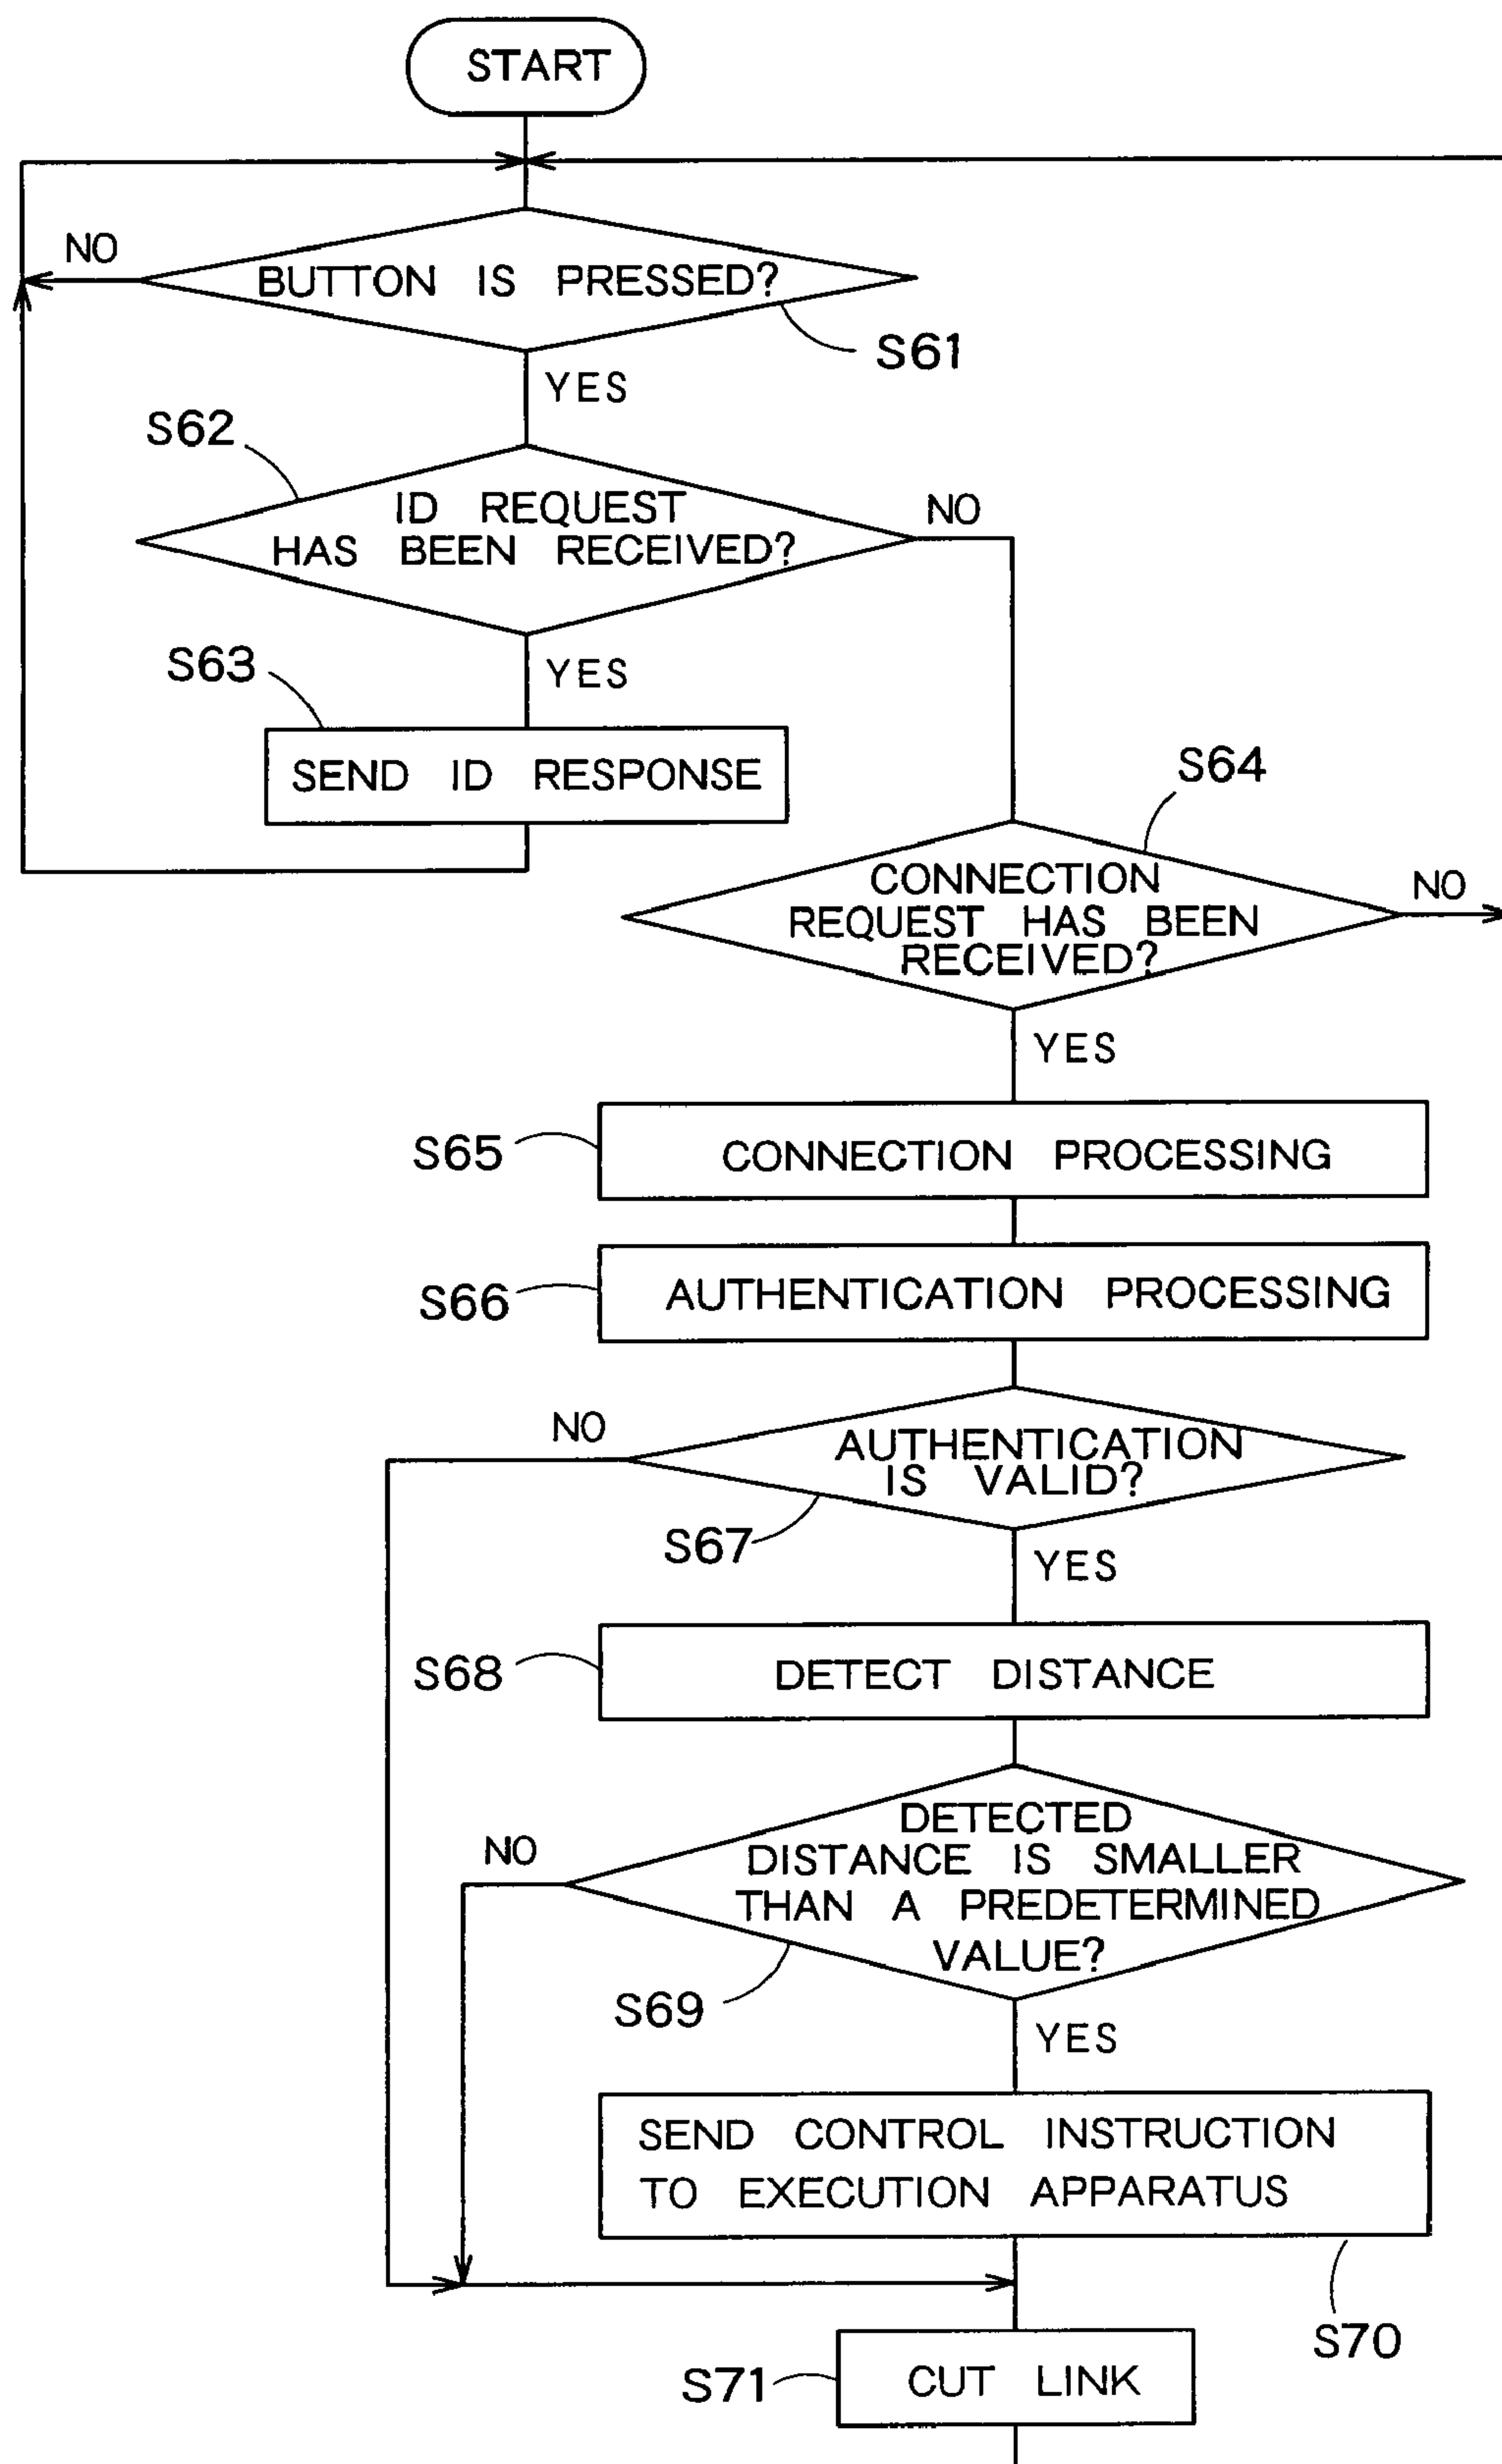 START
NO
BUTTON IS PRESSED?
S61
YES
S62
ID REQUEST
HAS BEEN RECEIVED?
NO
S63
YES
SEND ID RESPONSE
S64
CONNECTION
REQUEST HAS BEEN
RECEIVED?
NO
YES
S65
CONNECTION PROCESSING
S66
AUTHENTICATION PROCESSING
NO
AUTHENTICATION
IS VALID?
S67
YES
S68
DETECT DISTANCE
NO
DETECTED
DISTANCE IS SMALLER
THAN A PREDETERMINED
VALUE?
S69
YES
SEND CONTROL INSTRUCTION
TO EXECUTION APPARATUS
S70
S71
CUT LINK